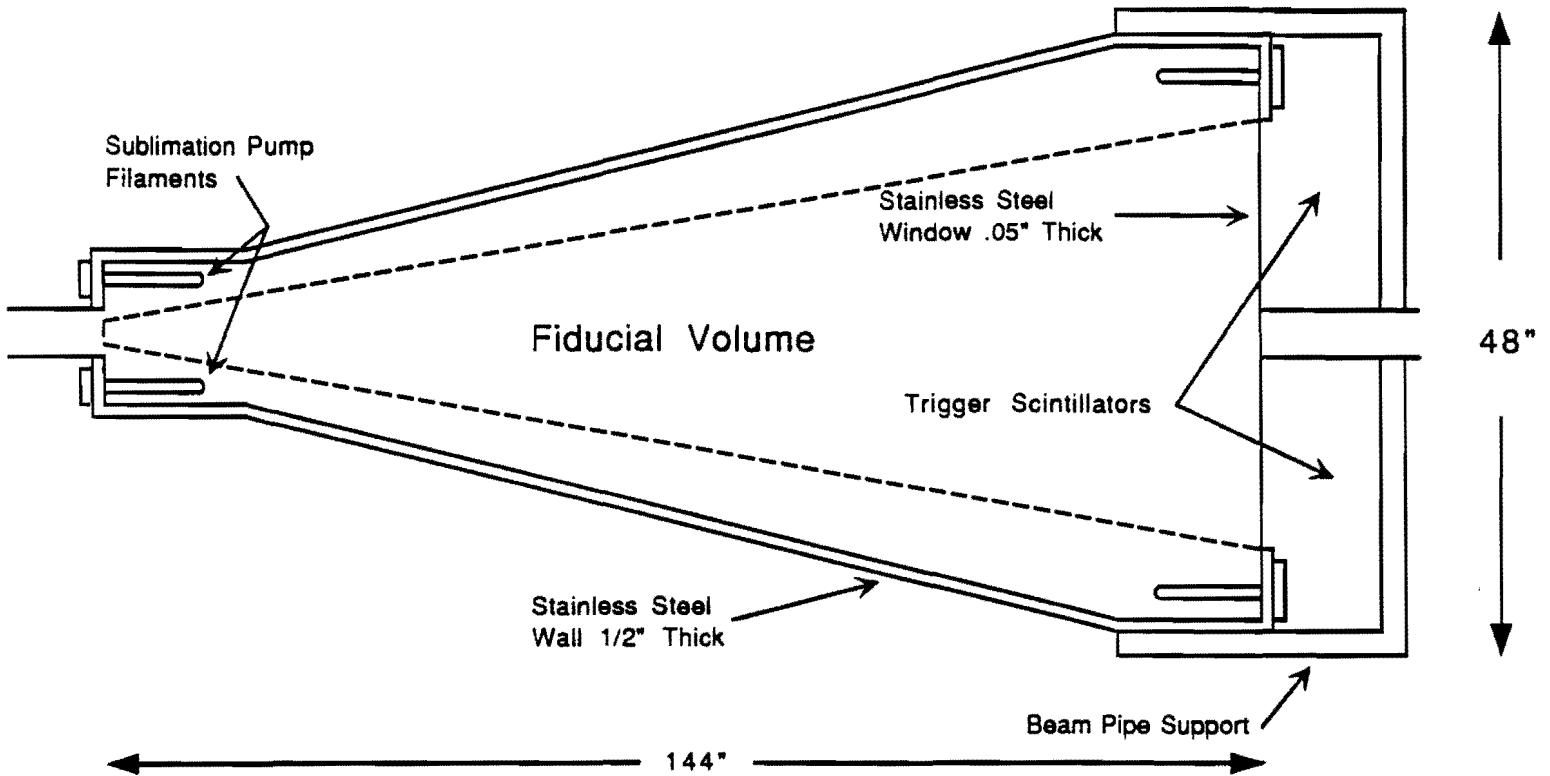 Sublimation Pump
Filaments
Stainless Steel
Window .05" Thick
Fiducial Volume
48"
Trigger Scintillators
Stainless Steel
Wall 1/2" Thick
Beam Pipe Support
144"